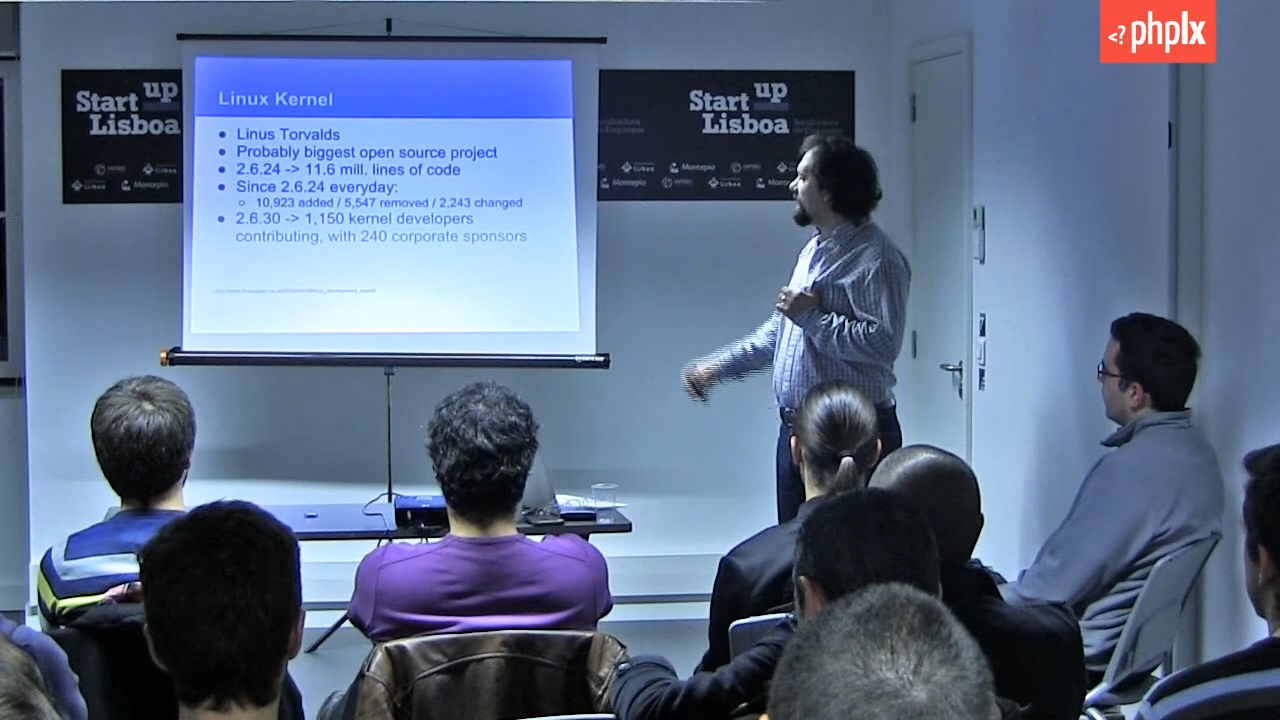 <? phplx
Start up
Lisboa
Start up
Lisboa
Linux Kernel
● Linus Torvalds
● Probably biggest open source project
● 2.6.24 -> 11.6 mill. lines of code
● Since 2.6.24 everyday:
○ 10,923 added / 5,547 removed / 2,243 changed
● 2.6.30 -> 1,150 kernel developers
contributing, with 240 corporate sponsors
Montepio
Montepio
Montepio